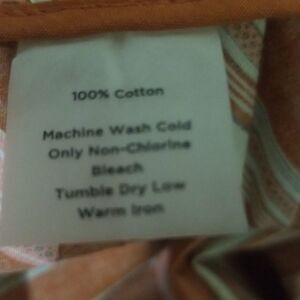 100% Cotton
Machine Wash Cold
Only Non-Chlorine
Bleach
Tumble Dry Low
Warm Iron